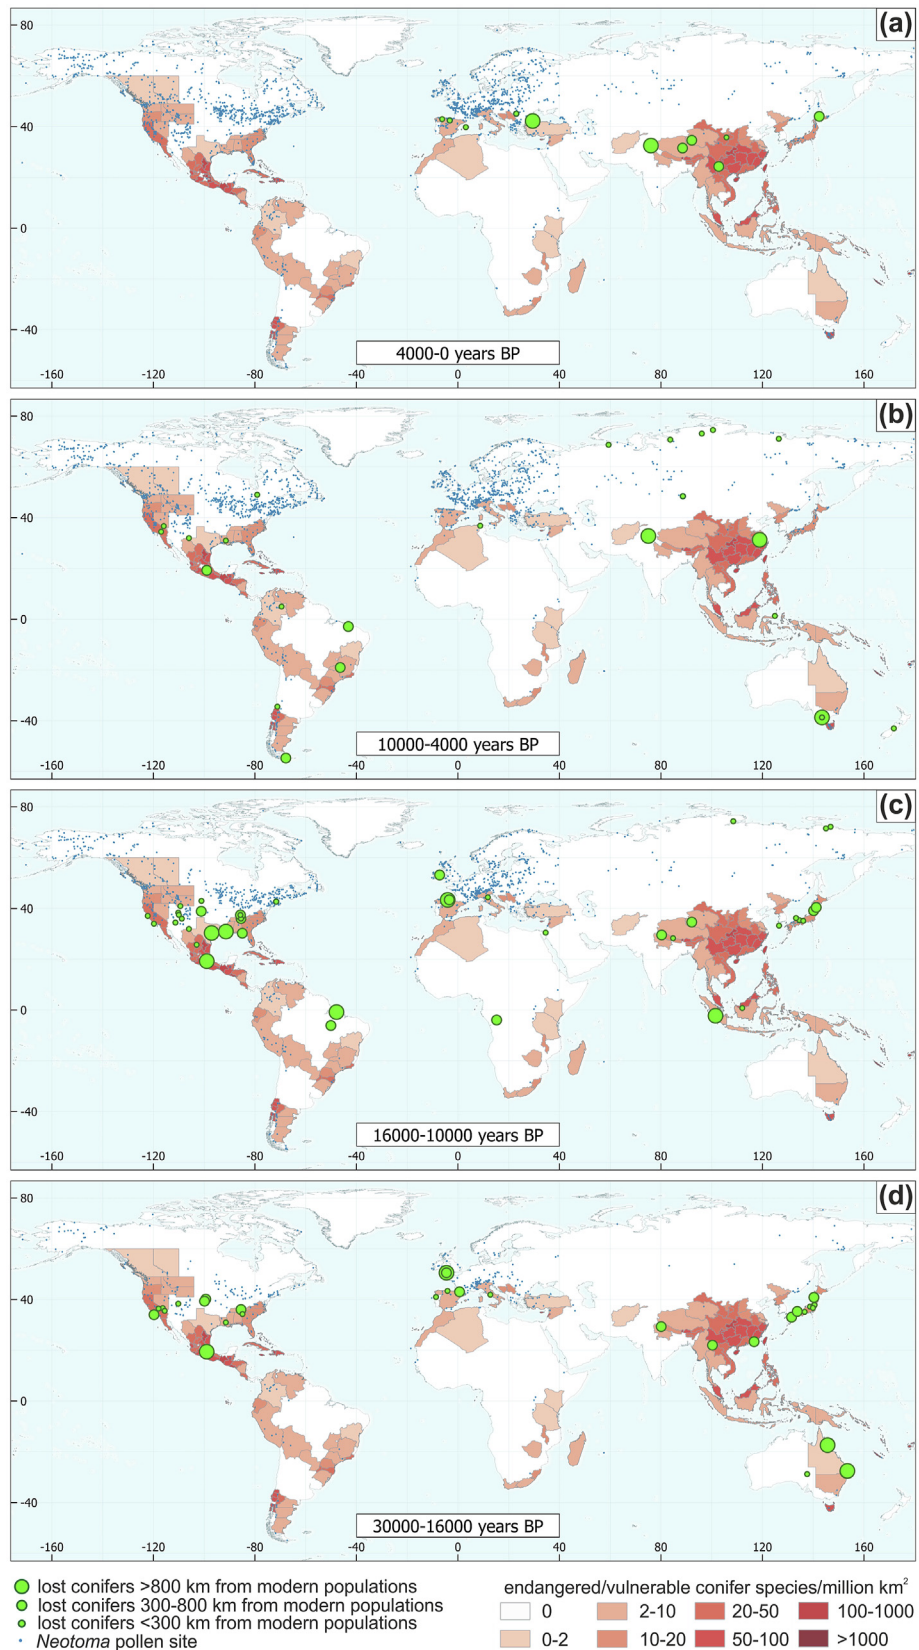 (a)
80
40
0
-40
4000-0 years BP
-160 -120 -80 -40 0 40 80 120 160
(b)
80
40
0
-40
10000-4000 years BP
-160 -120 -80 -40 0 40 80 120 160
(c)
80
40
0
-40
16000-10000 years BP
-160 -120 -80 -40 0 40 80 120 160
(d)
80
40
0
-40
30000-16000 years BP
-160 -120 -80 -40 0 40 80 120 160
lost conifers >800 km from modern populations
lost conifers 300-800 km from modern populations
lost conifers <300 km from modern populations
Neotoma pollen site
endangered/vulnerable conifer species/million km²
0 2-10 20-50 100-1000
0-2 10-20 50-100 >1000